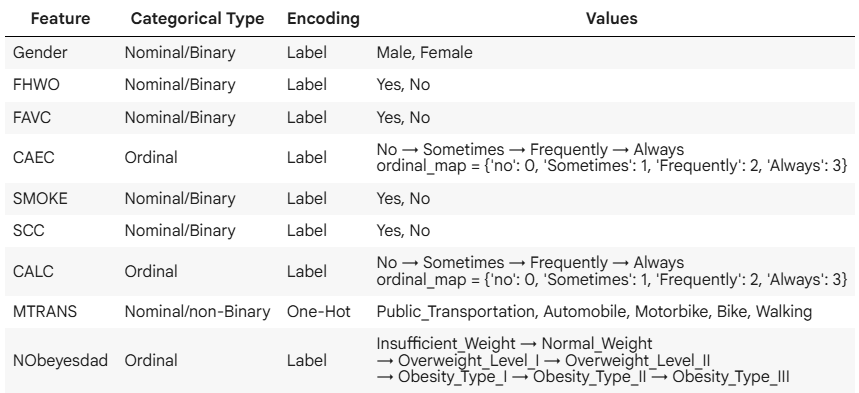 Feature Categorical Type Encoding Values
Gender Nominal/Binary Label Male, Female
FHWO Nominal/Binary Label Yes, No
FAVC Nominal/Binary Label Yes, No
CAEC Ordinal Label No → Sometimes → Frequently → Always
ordinal_map = {'no': 0, 'Sometimes': 1, 'Frequently': 2, 'Always': 3}
SMOKE Nominal/Binary Label Yes, No
SCC Nominal/Binary Label Yes, No
CALC Ordinal Label No → Sometimes → Frequently → Always
ordinal_map = {'no': 0, 'Sometimes': 1, 'Frequently': 2, 'Always': 3}
MTRANS Nominal/non-Binary One-Hot Public_Transportation, Automobile, Motorbike, Bike, Walking
NObeyesdad Ordinal Label Insufficient_Weight → Normal_Weight
→ Overweight_Level_I → Overweight_Level_II
→ Obesity_Type_I → Obesity_Type_II → Obesity_Type_III